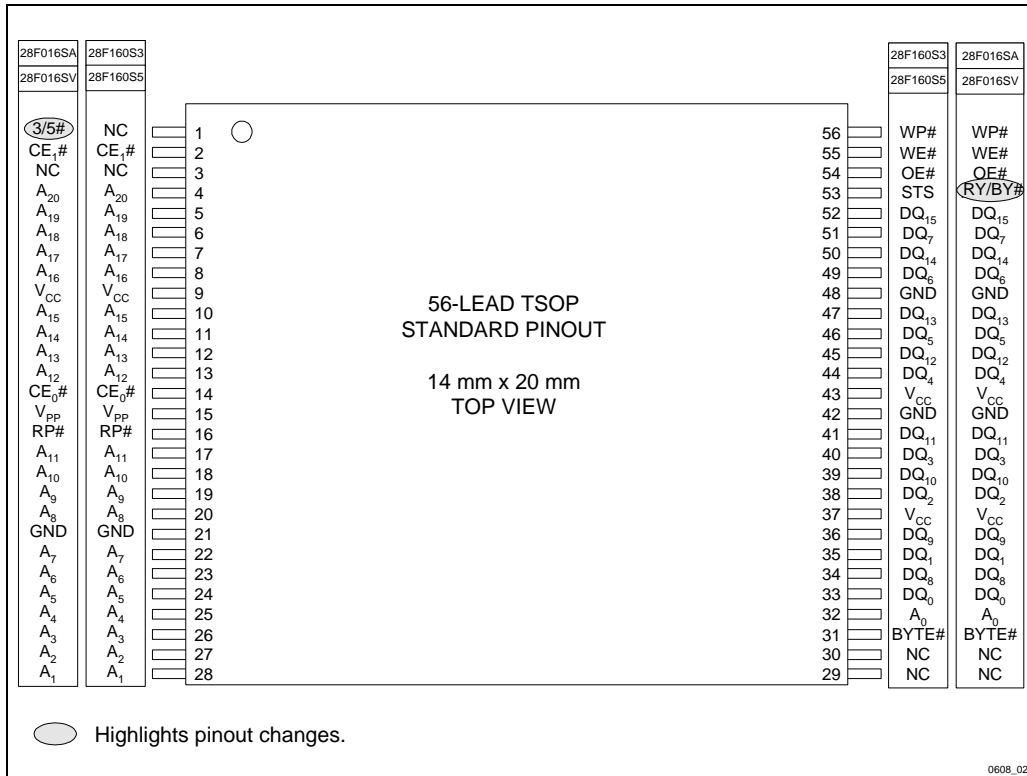 28F016SA 28F160S3 28F160S3 28F016SA
28F016SV 28F160S5 28F160S5 28F016SV
3/5# NC 1 56 WP# WP#
CE₁# CE₁# 2 55 WE# WE#
NC NC 3 54 OE# OE#
A₂₀ A₂₀ 4 53 STS RY/BY#
A₁₉ A₁₉ 5 52 DQ₁₅ DQ₁₅
A₁₈ A₁₈ 6 51 DQ₇ DQ₇
A₁₇ A₁₇ 7 50 DQ₁₄ DQ₁₄
A₁₆ A₁₆ 8 49 DQ₆ DQ₆
V_CC V_CC 9 48 GND GND
A₁₅ A₁₅ 10 47 DQ₁₃ DQ₁₃
A₁₄ A₁₄ 11 46 DQ₅ DQ₅
A₁₃ A₁₃ 12 45 DQ₁₂ DQ₁₂
A₁₂ A₁₂ 13 44 DQ₄ DQ₄
CE₀# CE₀# 14 43 V_CC V_CC
V_PP V_PP 15 42 GND GND
RP# RP# 16 41 DQ₁₁ DQ₁₁
A₁₁ A₁₁ 17 40 DQ₃ DQ₃
A₁₀ A₁₀ 18 39 DQ₁₀ DQ₁₀
A₉ A₉ 19 38 DQ₂ DQ₂
A₈ A₈ 20 37 V_CC V_CC
GND GND 21 36 DQ₉ DQ₉
A₇ A₇ 22 35 DQ₁ DQ₁
A₆ A₆ 23 34 DQ₈ DQ₈
A₅ A₅ 24 33 DQ₀ DQ₀
A₄ A₄ 25 32 A₀ A₀
A₃ A₃ 26 31 BYTE# BYTE#
A₂ A₂ 27 30 NC NC
A₁ A₁ 28 29 NC NC
56-LEAD TSOP
STANDARD PINOUT
14 mm x 20 mm
TOP VIEW
Highlights pinout changes.
0608_02